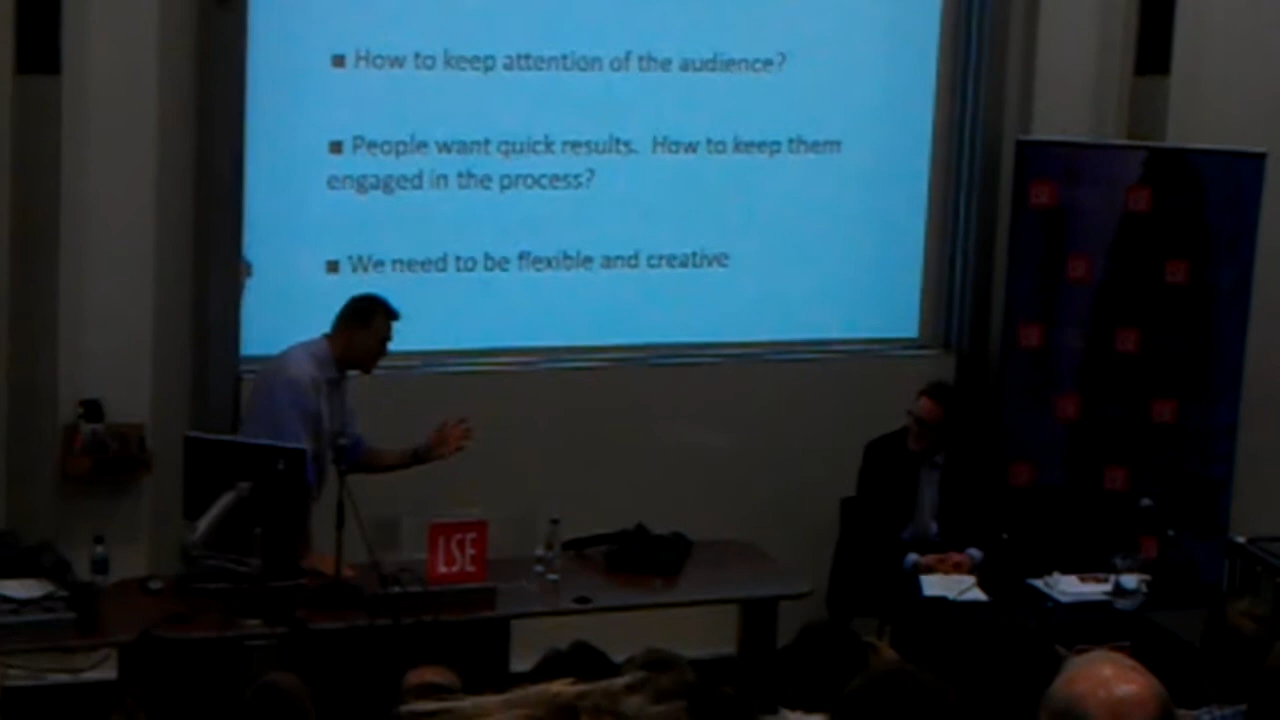 ■ How to keep attention of the audience?
■ People want quick results. How to keep them
engaged in the process?
■ We need to be flexible and creative
LSE